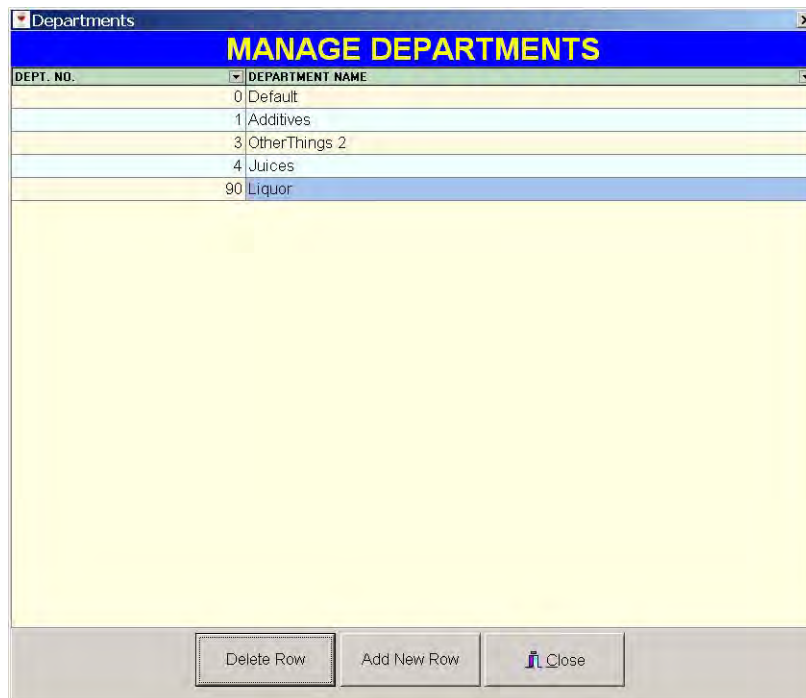 Departments
MANAGE DEPARTMENTS
DEPT. NO. DEPARTMENT NAME
0 Default
1 Additives
3 OtherThings 2
4 Juices
90 Liquor
Delete Row Add New Row Close